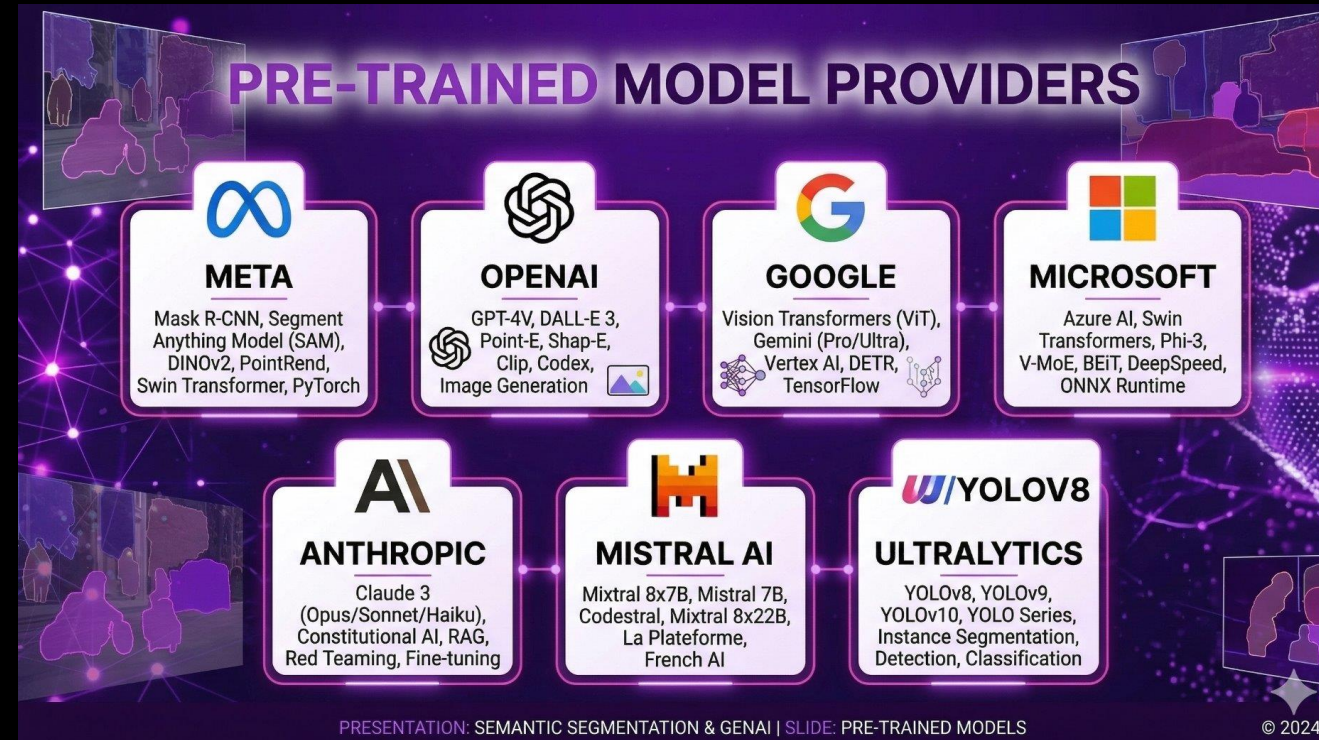 PRE-TRAINED MODEL PROVIDERS
META
Mask R-CNN, Segment
Anything Model (SAM),
DINOv2, PointRend,
Swin Transformer, PyTorch
OPENAI
GPT-4V, DALL-E 3,
Point-E, Shap-E,
Clip, Codex,
Image Generation
GOOGLE
Vision Transformers (ViT),
Gemini (Pro/Ultra),
Vertex AI, DETR,
TensorFlow
MICROSOFT
Azure AI, Swin
Transformers, Phi-3,
V-MoE, BEiT, DeepSpeed,
ONNX Runtime
ANTHROPIC
Claude 3
(Opus/Sonnet/Haiku),
Constitutional AI, RAG,
Red Teaming, Fine-tuning
MISTRAL AI
Mixtral 8x7B, Mistral 7B,
Codestral, Mixtral 8x22B,
La Plateforme,
French AI
YOLOV8
ULTRALYTICS
YOLOv8, YOLOv9,
YOLOv10, YOLO Series,
Instance Segmentation,
Detection, Classification
PRESENTATION: SEMANTIC SEGMENTATION & GENAI | SLIDE: PRE-TRAINED MODELS
© 2024